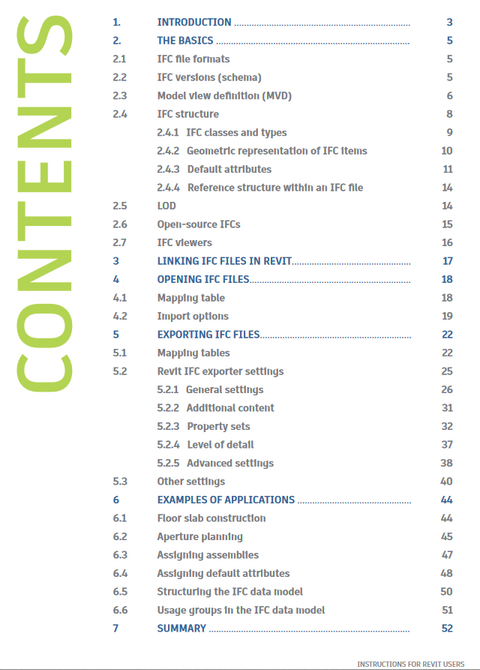 CONTENTS
1. INTRODUCTION ........................................................ 3
2. THE BASICS ........................................................ 5
2.1 IFC file formats 5
2.2 IFC versions (schema) 5
2.3 Model view definition (MVD) 6
2.4 IFC structure 8
2.4.1 IFC classes and types 9
2.4.2 Geometric representation of IFC items 10
2.4.3 Default attributes 11
2.4.4 Reference structure within an IFC file 14
2.5 LOD 14
2.6 Open-source IFCs 15
2.7 IFC viewers 16
3 LINKING IFC FILES IN REVIT........................................ 17
4 OPENING IFC FILES........................................................ 18
4.1 Mapping table 18
4.2 Import options 19
5 EXPORTING IFC FILES.................................................... 22
5.1 Mapping tables 22
5.2 Revit IFC exporter settings 25
5.2.1 General settings 26
5.2.2 Additional content 31
5.2.3 Property sets 32
5.2.4 Level of detail 37
5.2.5 Advanced settings 38
5.3 Other settings 40
6 EXAMPLES OF APPLICATIONS ...................................... 44
6.1 Floor slab construction 44
6.2 Aperture planning 45
6.3 Assigning assemblies 47
6.4 Assigning default attributes 48
6.5 Structuring the IFC data model 50
6.6 Usage groups in the IFC data model 51
7 SUMMARY .................................................................. 52
INSTRUCTIONS FOR REVIT USERS